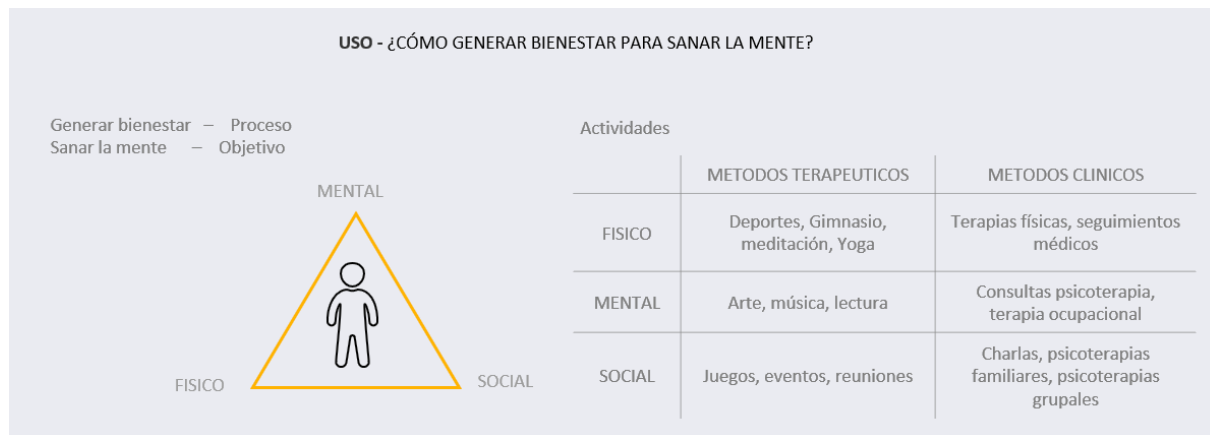 USO - ¿CÓMO GENERAR BIENESTAR PARA SANAR LA MENTE?
Generar bienestar – Proceso
Sanar la mente – Objetivo
MENTAL
FISICO
SOCIAL
Actividades
METODOS TERAPEUTICOS
METODOS CLINICOS
FISICO
Deportes, Gimnasio,
meditación, Yoga
Terapias físicas, seguimientos
médicos
MENTAL
Arte, música, lectura
Consultas psicoterapia,
terapia ocupacional
SOCIAL
Juegos, eventos, reuniones
Charlas, psicoterapias
familiares, psicoterapias
grupales